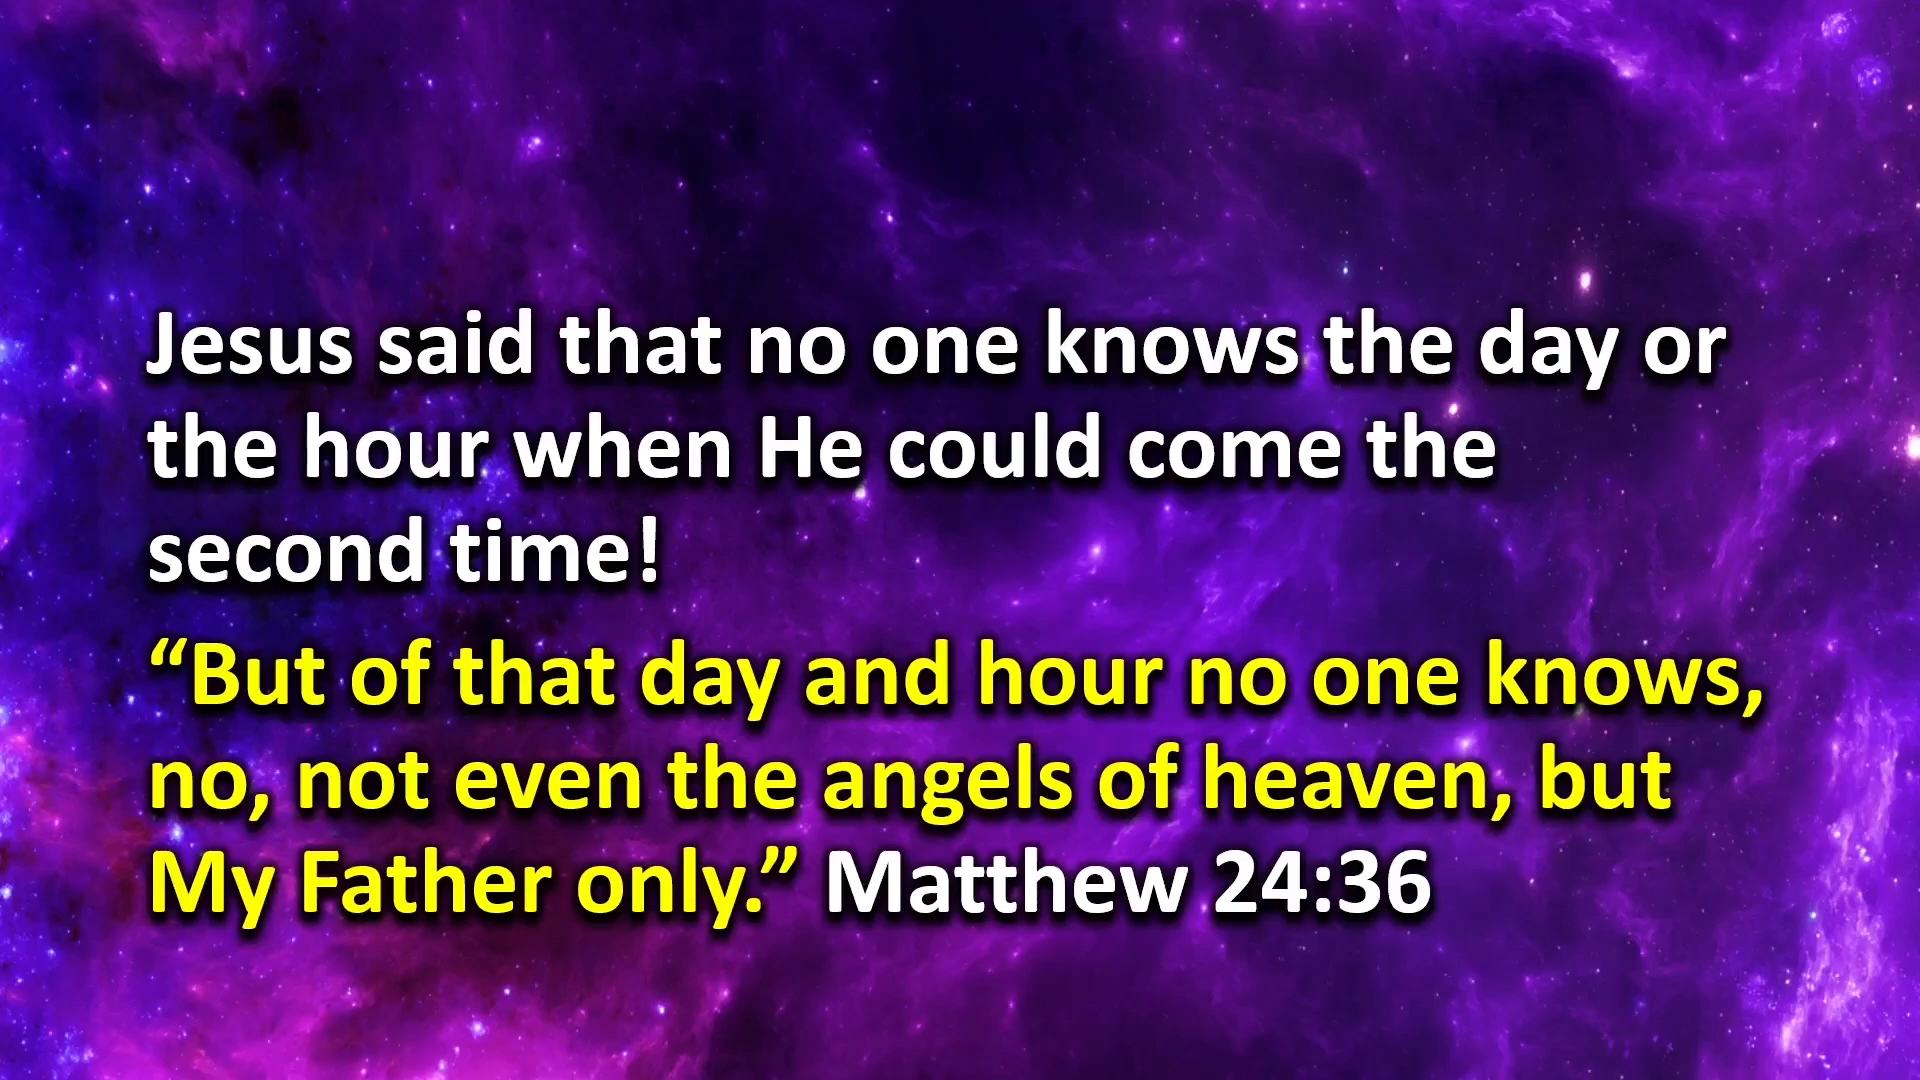 Jesus said that no one knows the day or
the hour when He could come the
second time!
“But of that day and hour no one knows,
no, not even the angels of heaven, but
My Father only.” Matthew 24:36